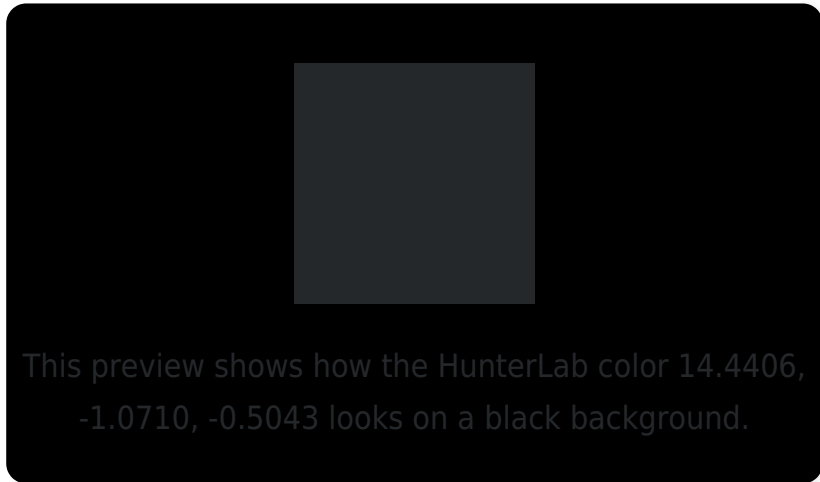 This preview shows how the HunterLab color 14.4406,
-1.0710, -0.5043 looks on a black background.